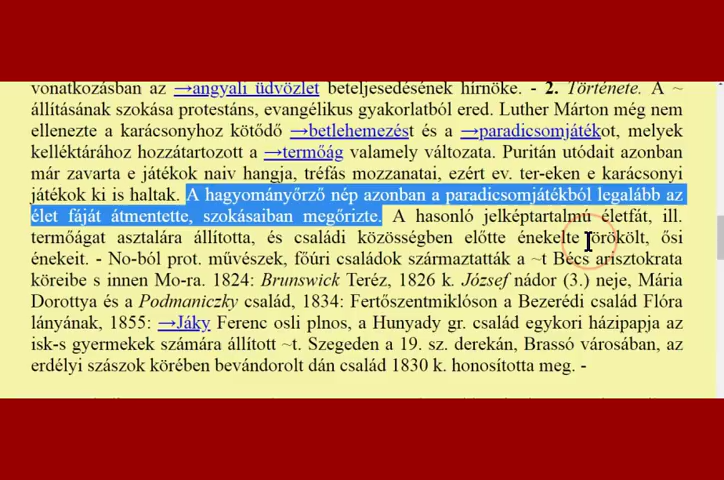 vonatkozásban az →angyali üdvözlet beteljesedésének hírnöke. - 2. Története. A ~
állításának szokása protestáns, evangélikus gyakorlatból ered. Luther Márton még nem
ellenezte a karácsonyhoz kötődő →betlehemezést és a →paradicsomjátékot, melyek
kelléktárához hozzátartozott a →termőág valamely változata. Puritán utódait azonban
már zavarta e játékok naiv hangja, tréfás mozzanatai, ezért ev. ter-eken e karácsonyi
játékok ki is haltak. A hagyományőrző nép azonban a paradicsomjátékból legalább az
élet fáját átmentette, szokásaiban megőrizte. A hasonló jelképtartalmú életfát, ill.
termőágat asztalára állította, és családi közösségben előtte énekelte örökölt, ősi
énekeit. - No-ból prot. művészek, főúri családok származtatták a ~t Bécs arisztokrata
köreibe s innen Mo-ra. 1824: Brunswick Teréz, 1826 k. József nádor (3.) neje, Mária
Dorottya és a Podmaniczky család, 1834: Fertőszentmiklóson a Bezerédi család Flóra
lányának, 1855: →Jáky Ferenc osli plnos, a Hunyady gr. család egykori házipapja az
isk-s gyermekek számára állított ~t. Szegeden a 19. sz. derekán, Brassó városában, az
erdélyi szászok körében bevándorolt dán család 1830 k. honosította meg. -